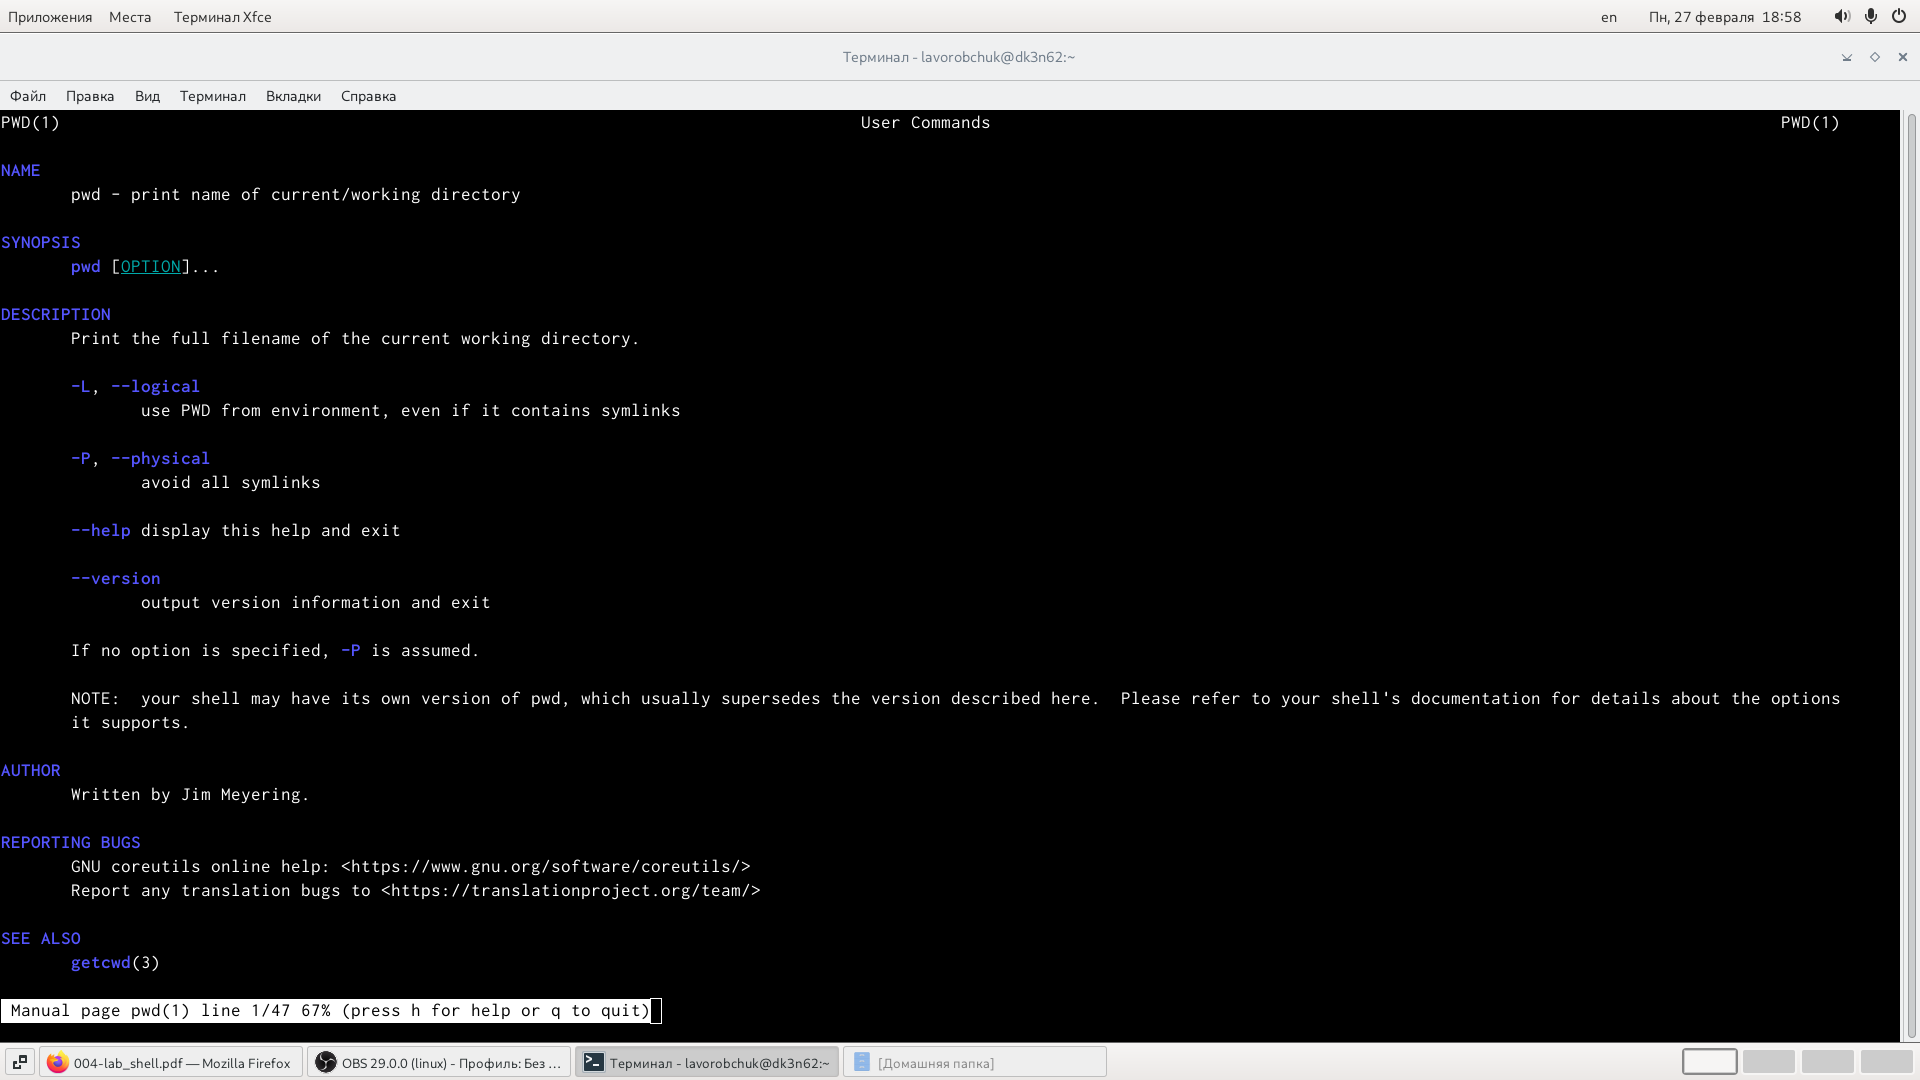 Приложения Места Терминал Xfce en Пн, 27 февраля 18:58
Терминал - lavorobchuk@dk3n62:~
Файл Правка Вид Терминал Вкладки Справка
PWD(1) User Commands PWD(1)
NAME
pwd - print name of current/working directory
SYNOPSIS
pwd [OPTION]...
DESCRIPTION
Print the full filename of the current working directory.
-L, --logical
use PWD from environment, even if it contains symlinks
-P, --physical
avoid all symlinks
--help display this help and exit
--version
output version information and exit
If no option is specified, -P is assumed.
NOTE:  your shell may have its own version of pwd, which usually supersedes the version described here.  Please refer to your shell's documentation for details about the options
it supports.
AUTHOR
Written by Jim Meyering.
REPORTING BUGS
GNU coreutils online help: <https://www.gnu.org/software/coreutils/>
Report any translation bugs to <https://translationproject.org/team/>
SEE ALSO
getcwd(3)
Manual page pwd(1) line 1/47 67% (press h for help or q to quit)
004-lab_shell.pdf — Mozilla Firefox OBS 29.0.0 (linux) - Профиль: Без ... Терминал - lavorobchuk@dk3n62:~ [Домашняя папка]